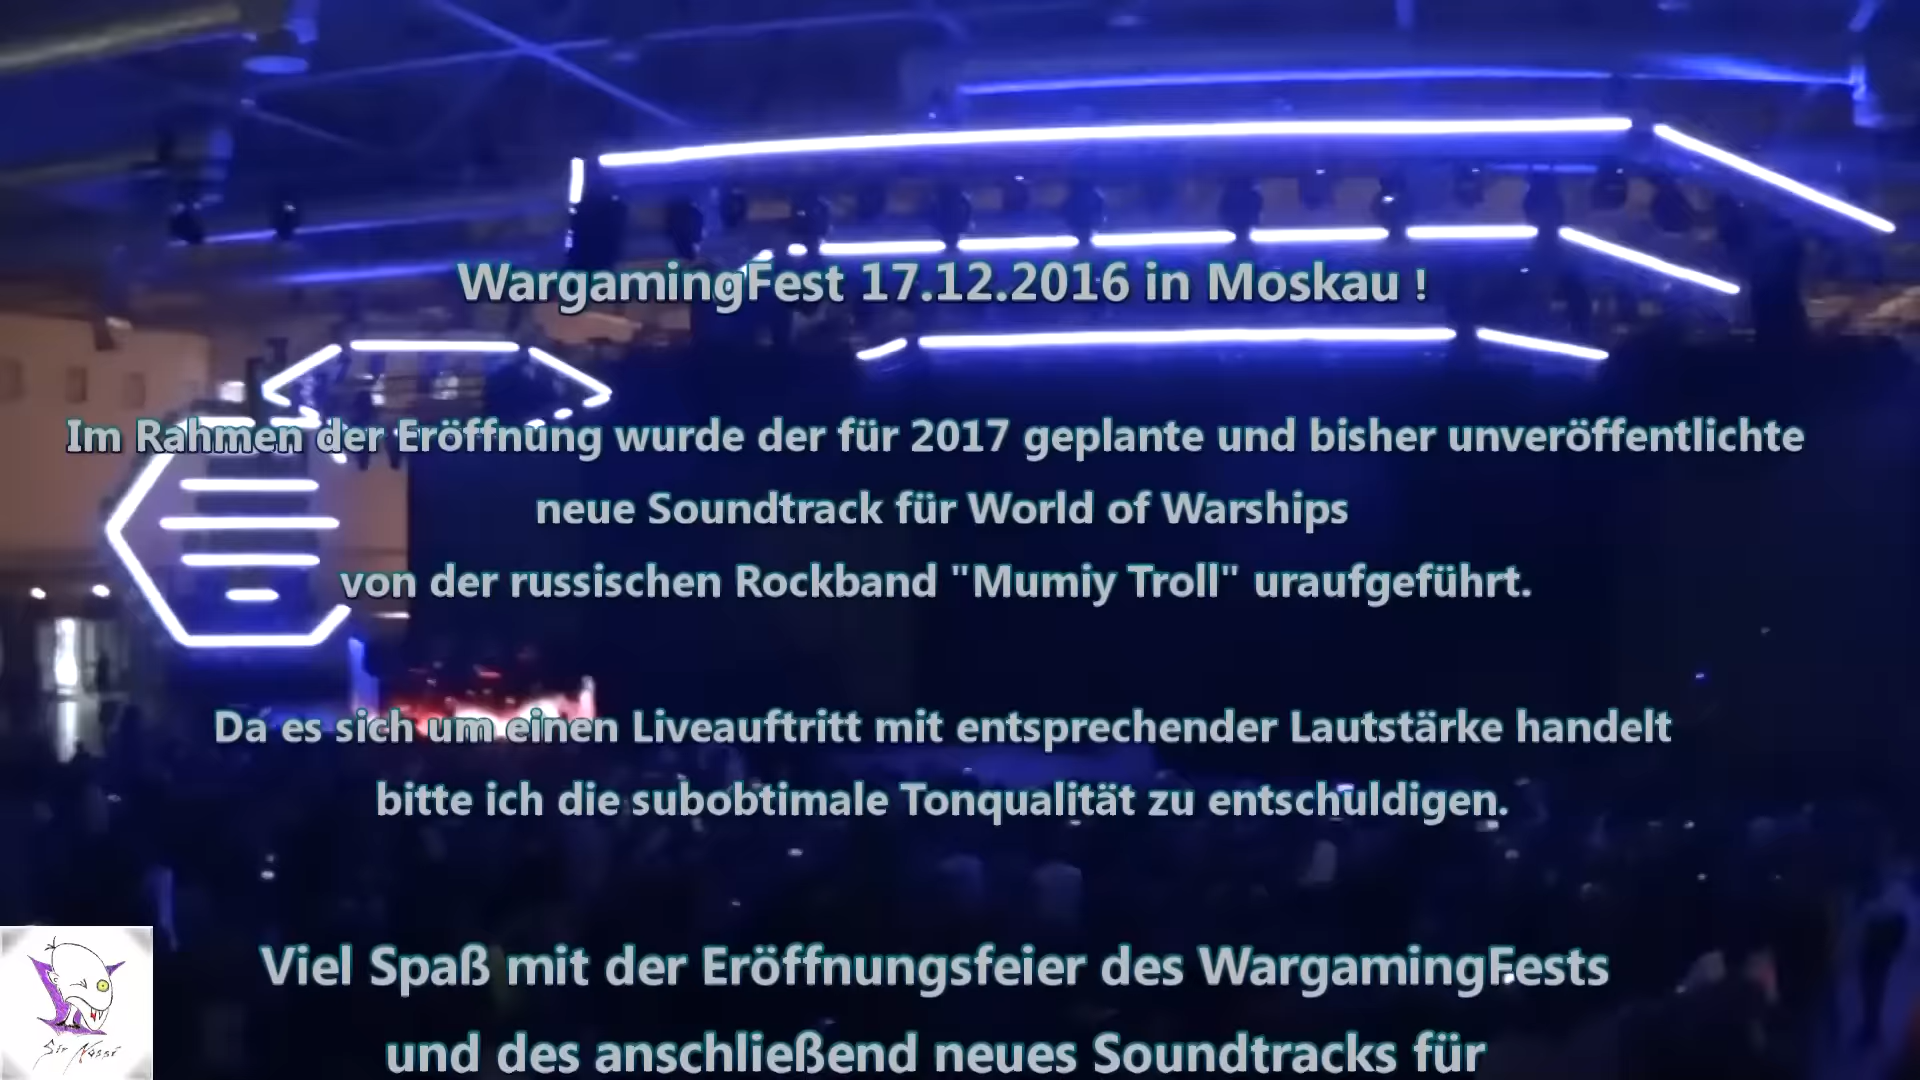 WargamingFest 17.12.2016 in Moskau !
Im Rahmen der Eröffnung wurde der für 2017 geplante und bisher unveröffentlichte
neue Soundtrack für World of Warships
von der russischen Rockband "Mumiy Troll" uraufgeführt.
Da es sich um einen Liveauftritt mit entsprechender Lautstärke handelt
bitte ich die subobtimale Tonqualität zu entschuldigen.
Viel Spaß mit der Eröffnungsfeier des WargamingFests
und des anschließend neues Soundtracks für
Sir Nossi